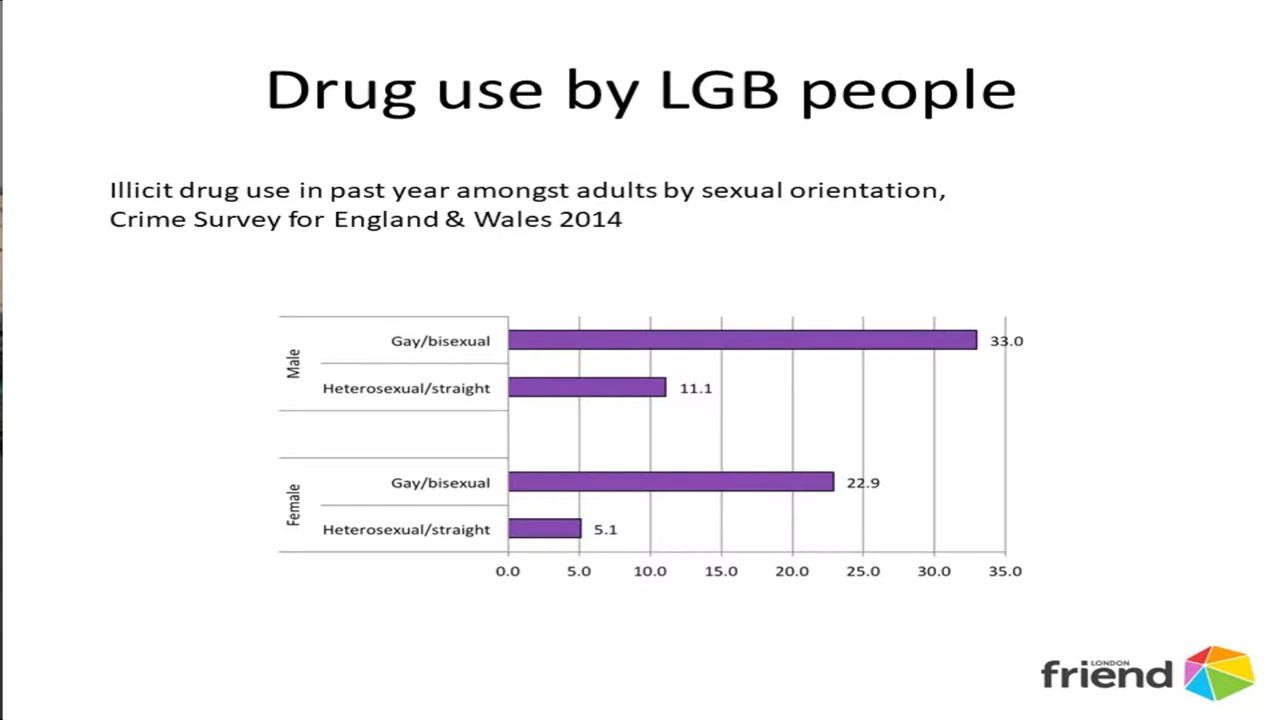 Drug use by LGB people
Illicit drug use in past year amongst adults by sexual orientation,
Crime Survey for England & Wales 2014
Male
Gay/bisexual
33.0
Heterosexual/straight
11.1
Female
Gay/bisexual
22.9
Heterosexual/straight
5.1
0.0 5.0 10.0 15.0 20.0 25.0 30.0 35.0
LONDON
friend